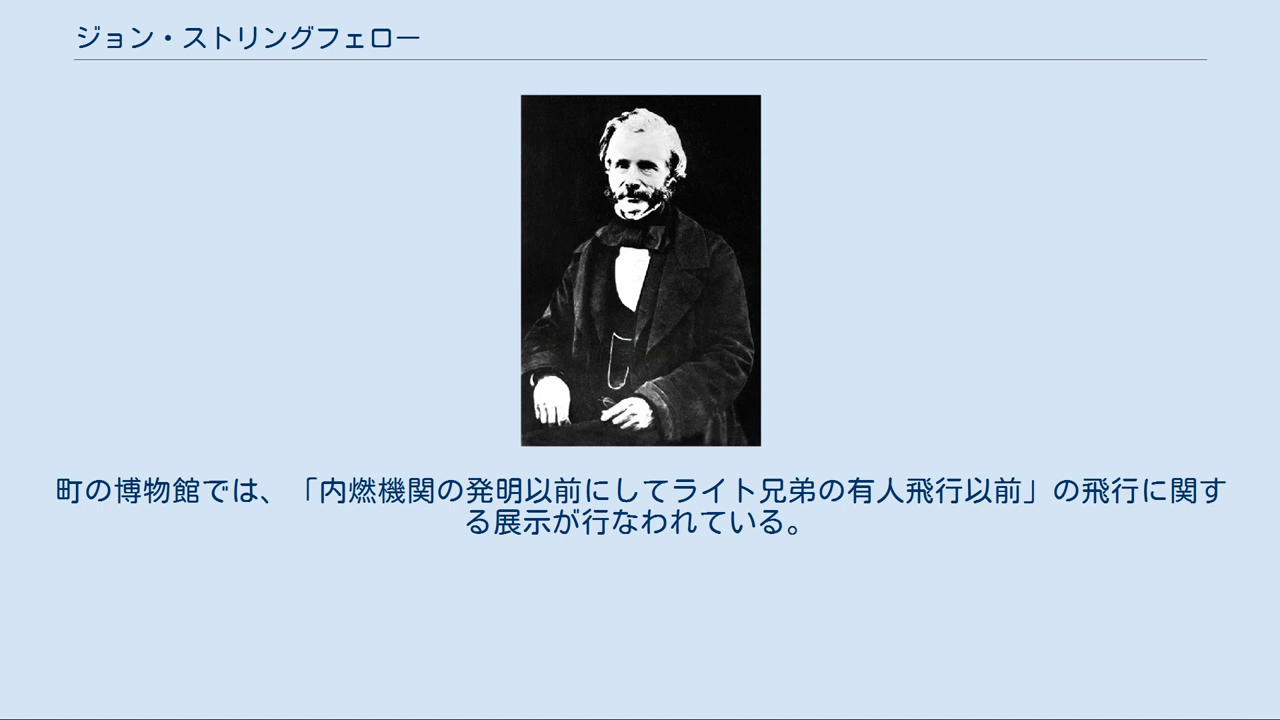 ジョン・ストリングフェロー
町の博物館では、「内燃機関の発明以前にしてライト兄弟の有人飛行以前」の飛行に関す
る展示が行なわれている。